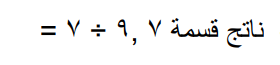 ناتج قسمة ٧ ,٩ ÷ ٧ =